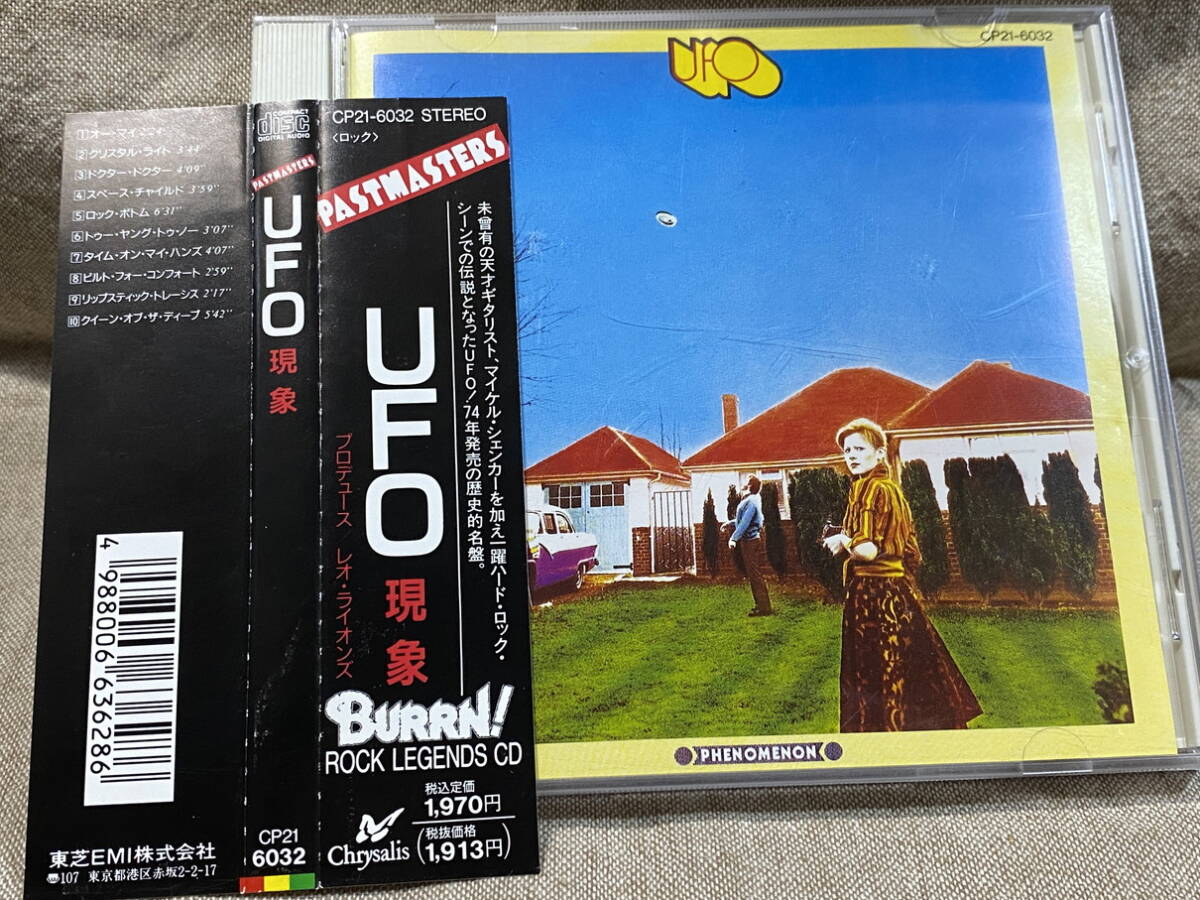 1 オー・マイ 2'24"
2 クリスタル・ライト 3'44"
3 ドクター・ドクター 4'09"
4 スペース・チャイルド 3'59"
5 ロック・ボトム 6'31"
6 トゥー・ヤング・トゥ・ノー 3'07"
7 タイム・オン・マイ・ハンズ 4'07"
8 ビルト・フォー・コンフォート 2'59"
9 リップスティック・トレーシス 2'17"
10 クイーン・オブ・ザ・ディープ 5'42"
4 988006 636286
東芝EMI株式会社
〠107 東京都港区赤坂2-2-17
COMPACT
disc
DIGITAL AUDIO
PASTMASTERS
UFO 現象
CP21
6032
CP21-6032 STEREO
〈ロック〉
PASTMASTERS
未曾有の天才ギタリスト、マイケル・シェンカーを加え一躍ハード・ロック・
シーンでの伝説となったUFO!74年発売の歴史的名盤。
UFO 現象
プロデュース/レオ・ライオンズ
BURRN!
ROCK LEGENDS CD
Chrysalis
税込定価
1,970円
(税抜価格
1,913円)
UFO
CP21-6032
PHENOMENON